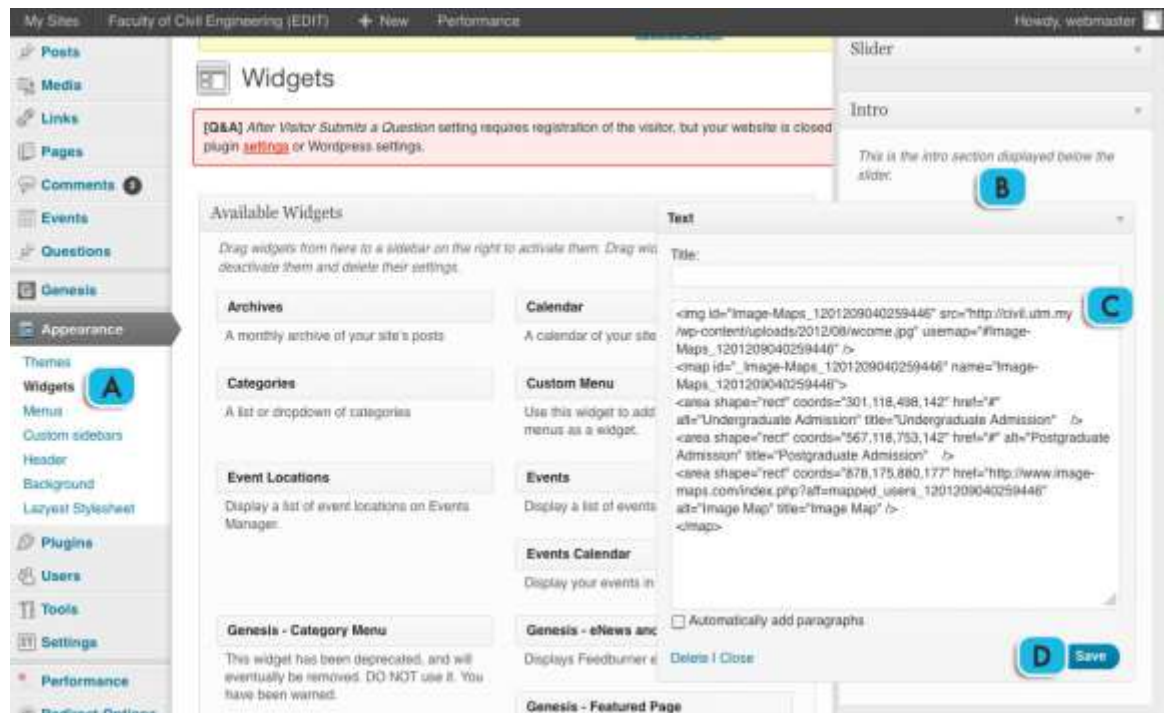 My Sites Faculty of Civil Engineering (EDIT) + New Performance Howdy, webmaster
Posts
Media
Links
Pages
Comments 3
Events
Questions
Genesis
Appearance
Themes
Widgets
A
Menus
Custom sidebars
Header
Background
Lazyest Stylesheet
Plugins
Users
Tools
Settings
Performance
Redirect Options
Widgets
[Q&A] After Visitor Submits a Question setting requires registration of the visitor, but your website is closed
plugin settings or Wordpress settings.
Available Widgets
Drag widgets from here to a sidebar on the right to activate them. Drag
deactivate them and delete their settings.
Archives
A monthly archive of your site's posts
Calendar
A calendar of your site
Categories
A list or dropdown of categories
Custom Menu
Use this widget to add
menus as a widget.
Event Locations
Display a list of event locations on Events
Manager.
Events
Display a list of events
Events Calendar
Display your events in
Genesis - Category Menu
This widget has been deprecated, and will
eventually be removed. DO NOT use it. You
have been warned.
Genesis - eNews and
Displays Feedburner
Genesis - Featured Page
Slider
Intro
This is the intro section displayed below the
slider.
B
Text
Title:
C
<img id="Image-Maps_1201209040259446" src="http://civil.utm.my
/wp-content/uploads/2012/08/wcome.jpg" usemap="#Image-
Maps_1201209040259446" />
<map id="_Image-Maps_1201209040259446" name="Image-
Maps_1201209040259446">
<area shape="rect" coords="301,118,498,142" href="#"
alt="Undergraduate Admission" title="Undergraduate Admission" />
<area shape="rect" coords="567,118,753,142" href="#" alt="Postgraduate
Admission" title="Postgraduate Admission" />
<area shape="rect" coords="878,175,880,177" href="http://www.image-
maps.com/index.php?aff=mapped_users_1201209040259446"
alt="Image Map" title="Image Map" />
</map>
Automatically add paragraphs
Delete | Close
D
Save